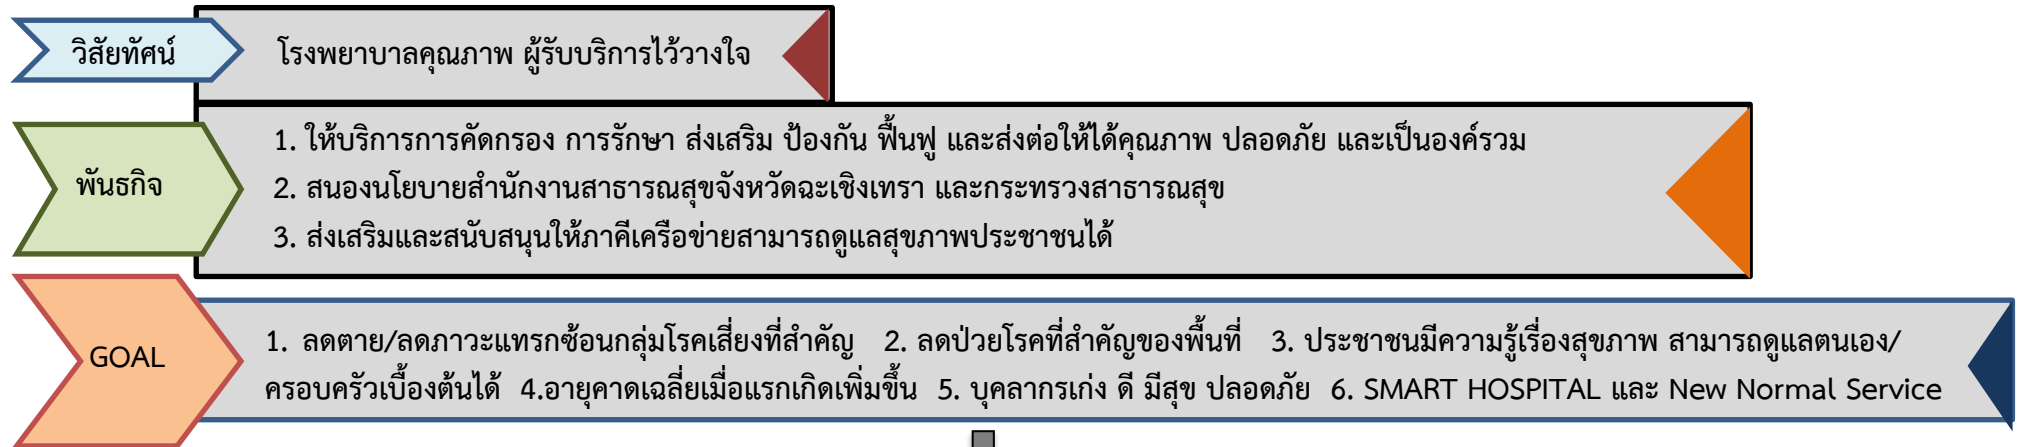 วิสัยทัศน์
โรงพยาบาลคุณภาพ ผู้รับบริการไว้วางใจ
พันธกิจ
1. ให้บริการการคัดกรอง การรักษา ส่งเสริม ป้องกัน ฟื้นฟู และส่งต่อให้ได้คุณภาพ ปลอดภัย และเป็นองค์รวม
2. สนองนโยบายสำนักงานสาธารณสุขจังหวัดฉะเชิงเทรา และกระทรวงสาธารณสุข
3. ส่งเสริมและสนับสนุนให้ภาคีเครือข่ายสามารถดูแลสุขภาพประชาชนได้
GOAL
1. ลดตาย/ลดภาวะแทรกซ้อนกลุ่มโรคเสี่ยงที่สำคัญ 2. ลดป่วยโรคที่สำคัญของพื้นที่ 3. ประชาชนมีความรู้เรื่องสุขภาพ สามารถดูแลตนเอง/
ครอบครัวเบื้องต้นได้ 4.อายุคาดเฉลี่ยเมื่อแรกเกิดเพิ่มขึ้น 5. บุคลากรเก่ง ดี มีสุข ปลอดภัย 6. SMART HOSPITAL และ New Normal Service